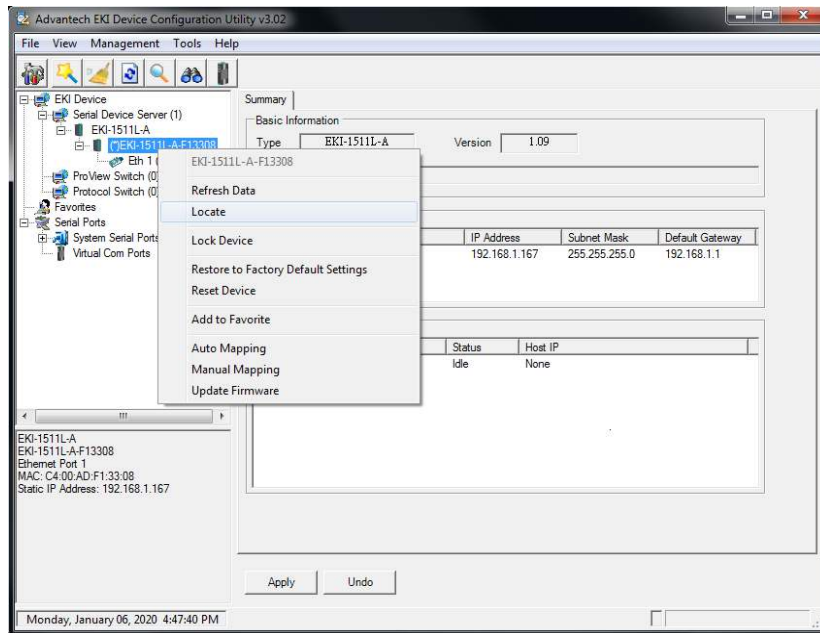 Advantech EKI Device Configuration Utility v3.02
File View Management Tools Help
EKI Device
Serial Device Server (1)
EKI-1511L-A
(*)EKI-1511L-A-F13308
Eth 1 (
ProView Switch (0)
Protocol Switch (0)
Favorites
Serial Ports
System Serial Ports
Virtual Com Ports
EKI-1511L-A-F13308
Refresh Data
Locate
Lock Device
Restore to Factory Default Settings
Reset Device
Add to Favorite
Auto Mapping
Manual Mapping
Update Firmware
Summary
Basic Information
Type EKI-1511L-A Version 1.09
IP Address Subnet Mask Default Gateway
192.168.1.167 255.255.255.0 192.168.1.1
Status Host IP
Idle None
EKI-1511L-A
EKI-1511L-A-F13308
Ethernet Port 1
MAC: C4:00:AD:F1:33:08
Static IP Address: 192.168.1.167
Apply Undo
Monday, January 06, 2020 4:47:40 PM